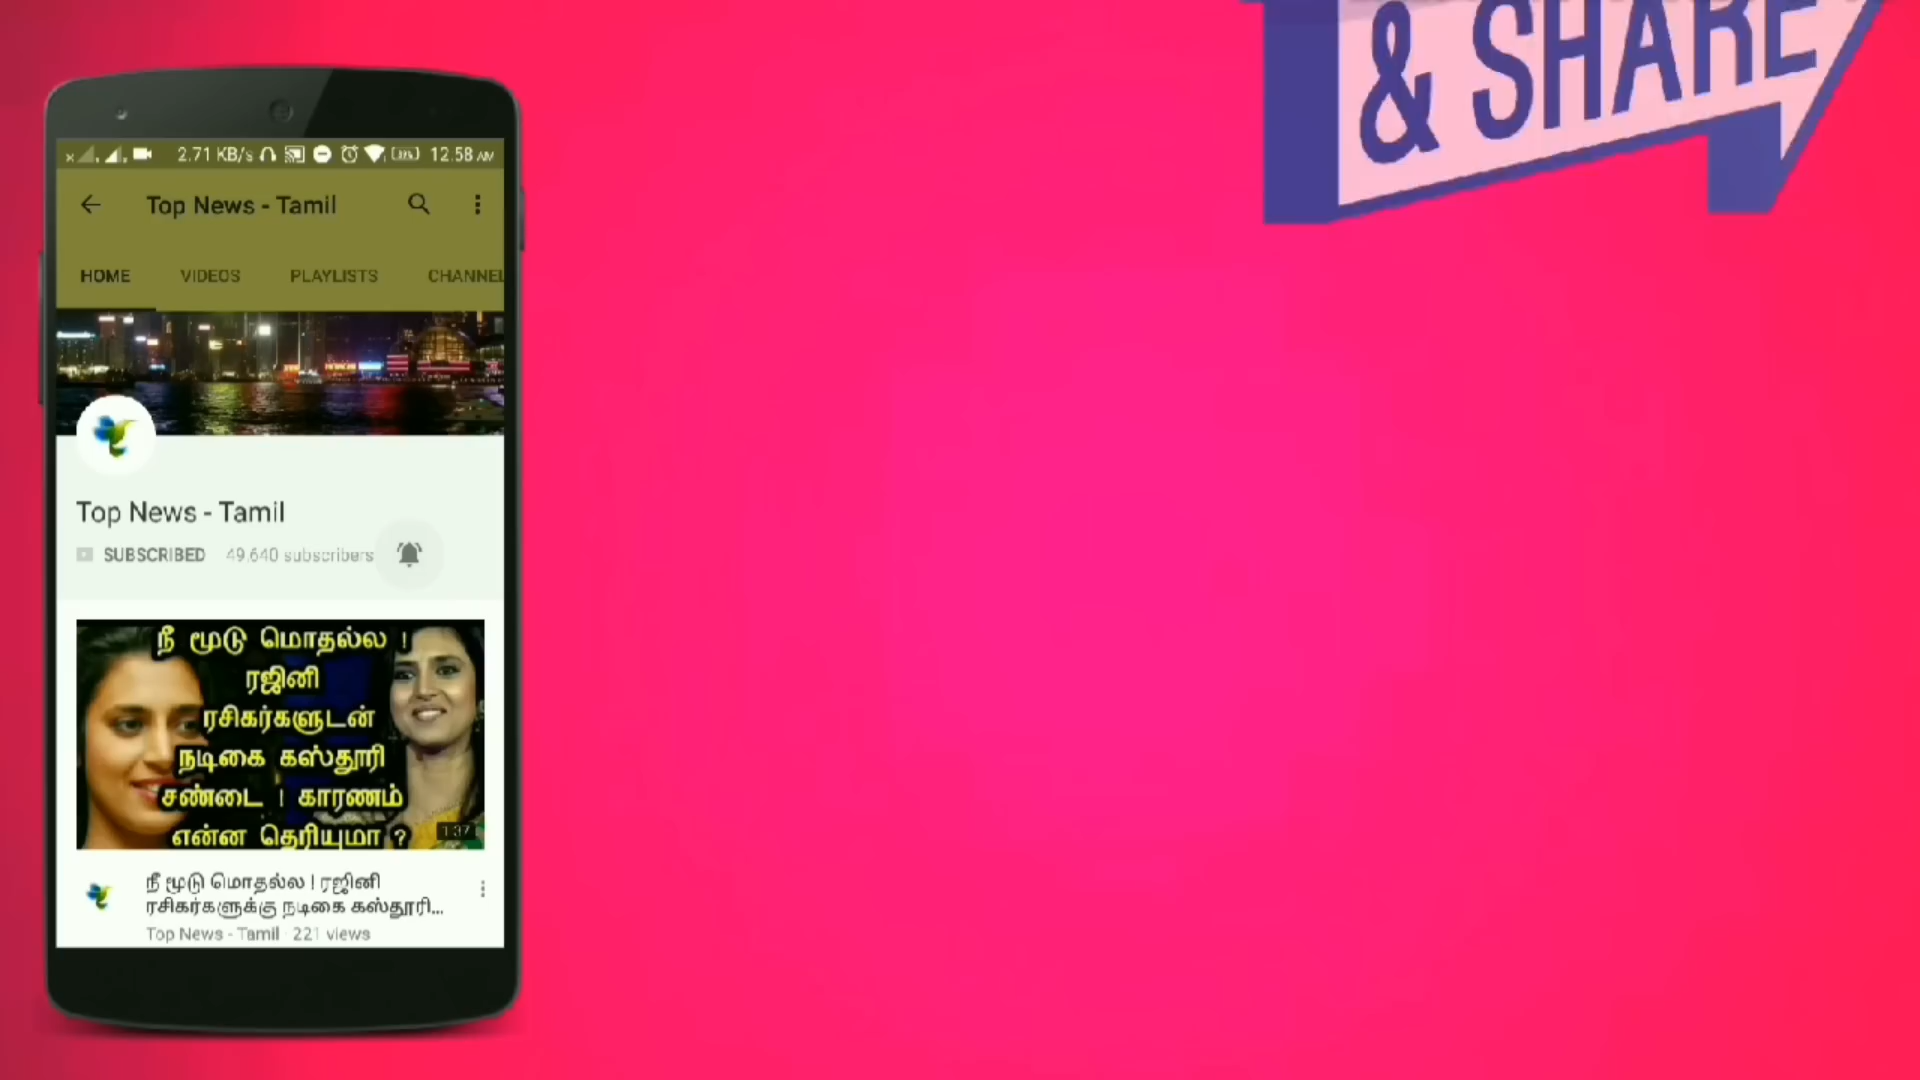 & SHARE
2.71 KB/s 12.58 AM
Top News - Tamil
HOME VIDEOS PLAYLISTS CHANNEL
Top News - Tamil
SUBSCRIBED 49,640 subscribers
நீ மூடு மொதல்ல !
ரஜினி
ரசிகர்களுடன்
நடிகை கஸ்தூரி
சண்டை ! காரணம்
என்ன தெரியுமா ?
1:37
நீ மூடு மொதல்ல ! ரஜினி
ரசிகர்களுக்கு நடிகை கஸ்தூரி...
Top News - Tamil · 221 views